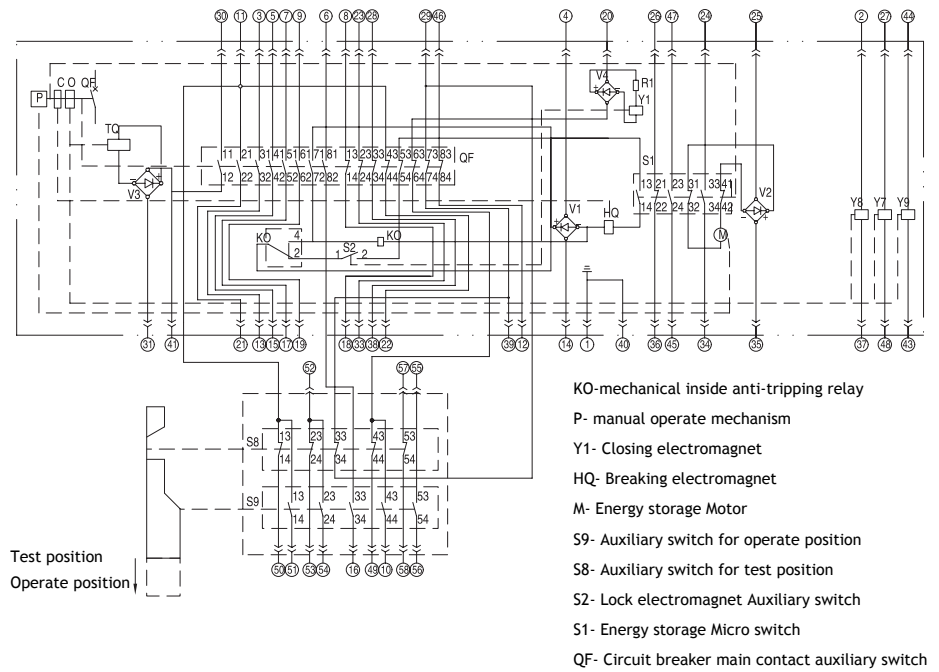 30 11 3 5 7 9 6 8 23 28 29 46 4 20 26 47 24 25 2 27 44
P C O QF
TQ
V3
11 21 31 41 51 61 71 81 13 23 33 43 53 63 73 83
12 22 32 42 52 62 72 82 14 24 34 44 54 64 74 84
QF
V4
R1
Y1
S1
13 21 23 31 33 41
14 22 24 32 34 42
V2
V1
HQ
M
Y8 Y7 Y9
KO
4
2
1
S2
2
KO
31 41 21 13 15 17 19 18 33 38 22 39 12 14 1 40 36 45 34 35 37 48 43
52 57 55
S8
13 23 33 43 53
14 24 34 44 54
S9
13 23 33 43 53
14 24 34 44 54
50 51 53 54 16 49 10 58 56
Test position
Operate position
KO-mechanical inside anti-tripping relay
P- manual operate mechanism
Y1- Closing electromagnet
HQ- Breaking electromagnet
M- Energy storage Motor
S9- Auxiliary switch for operate position
S8- Auxiliary switch for test position
S2- Lock electromagnet Auxiliary switch
S1- Energy storage Micro switch
QF- Circuit breaker main contact auxiliary switch